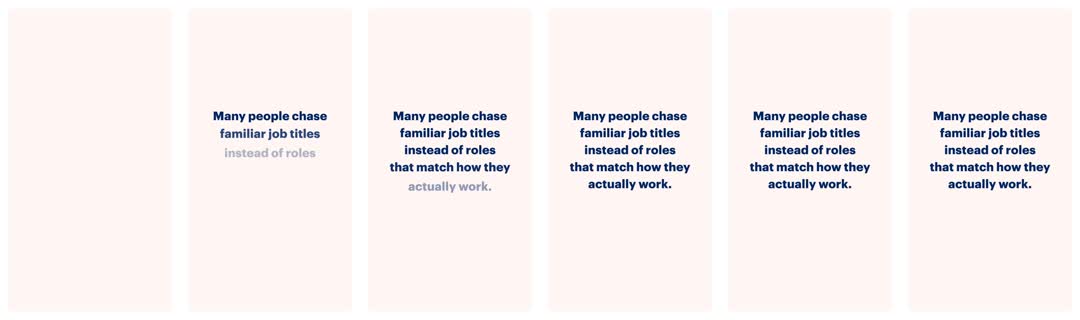 Many people chase
familiar job titles
instead of roles
Many people chase
familiar job titles
instead of roles
that match how they
actually work.
Many people chase
familiar job titles
instead of roles
that match how they
actually work.
Many people chase
familiar job titles
instead of roles
that match how they
actually work.
Many people chase
familiar job titles
instead of roles
that match how they
actually work.